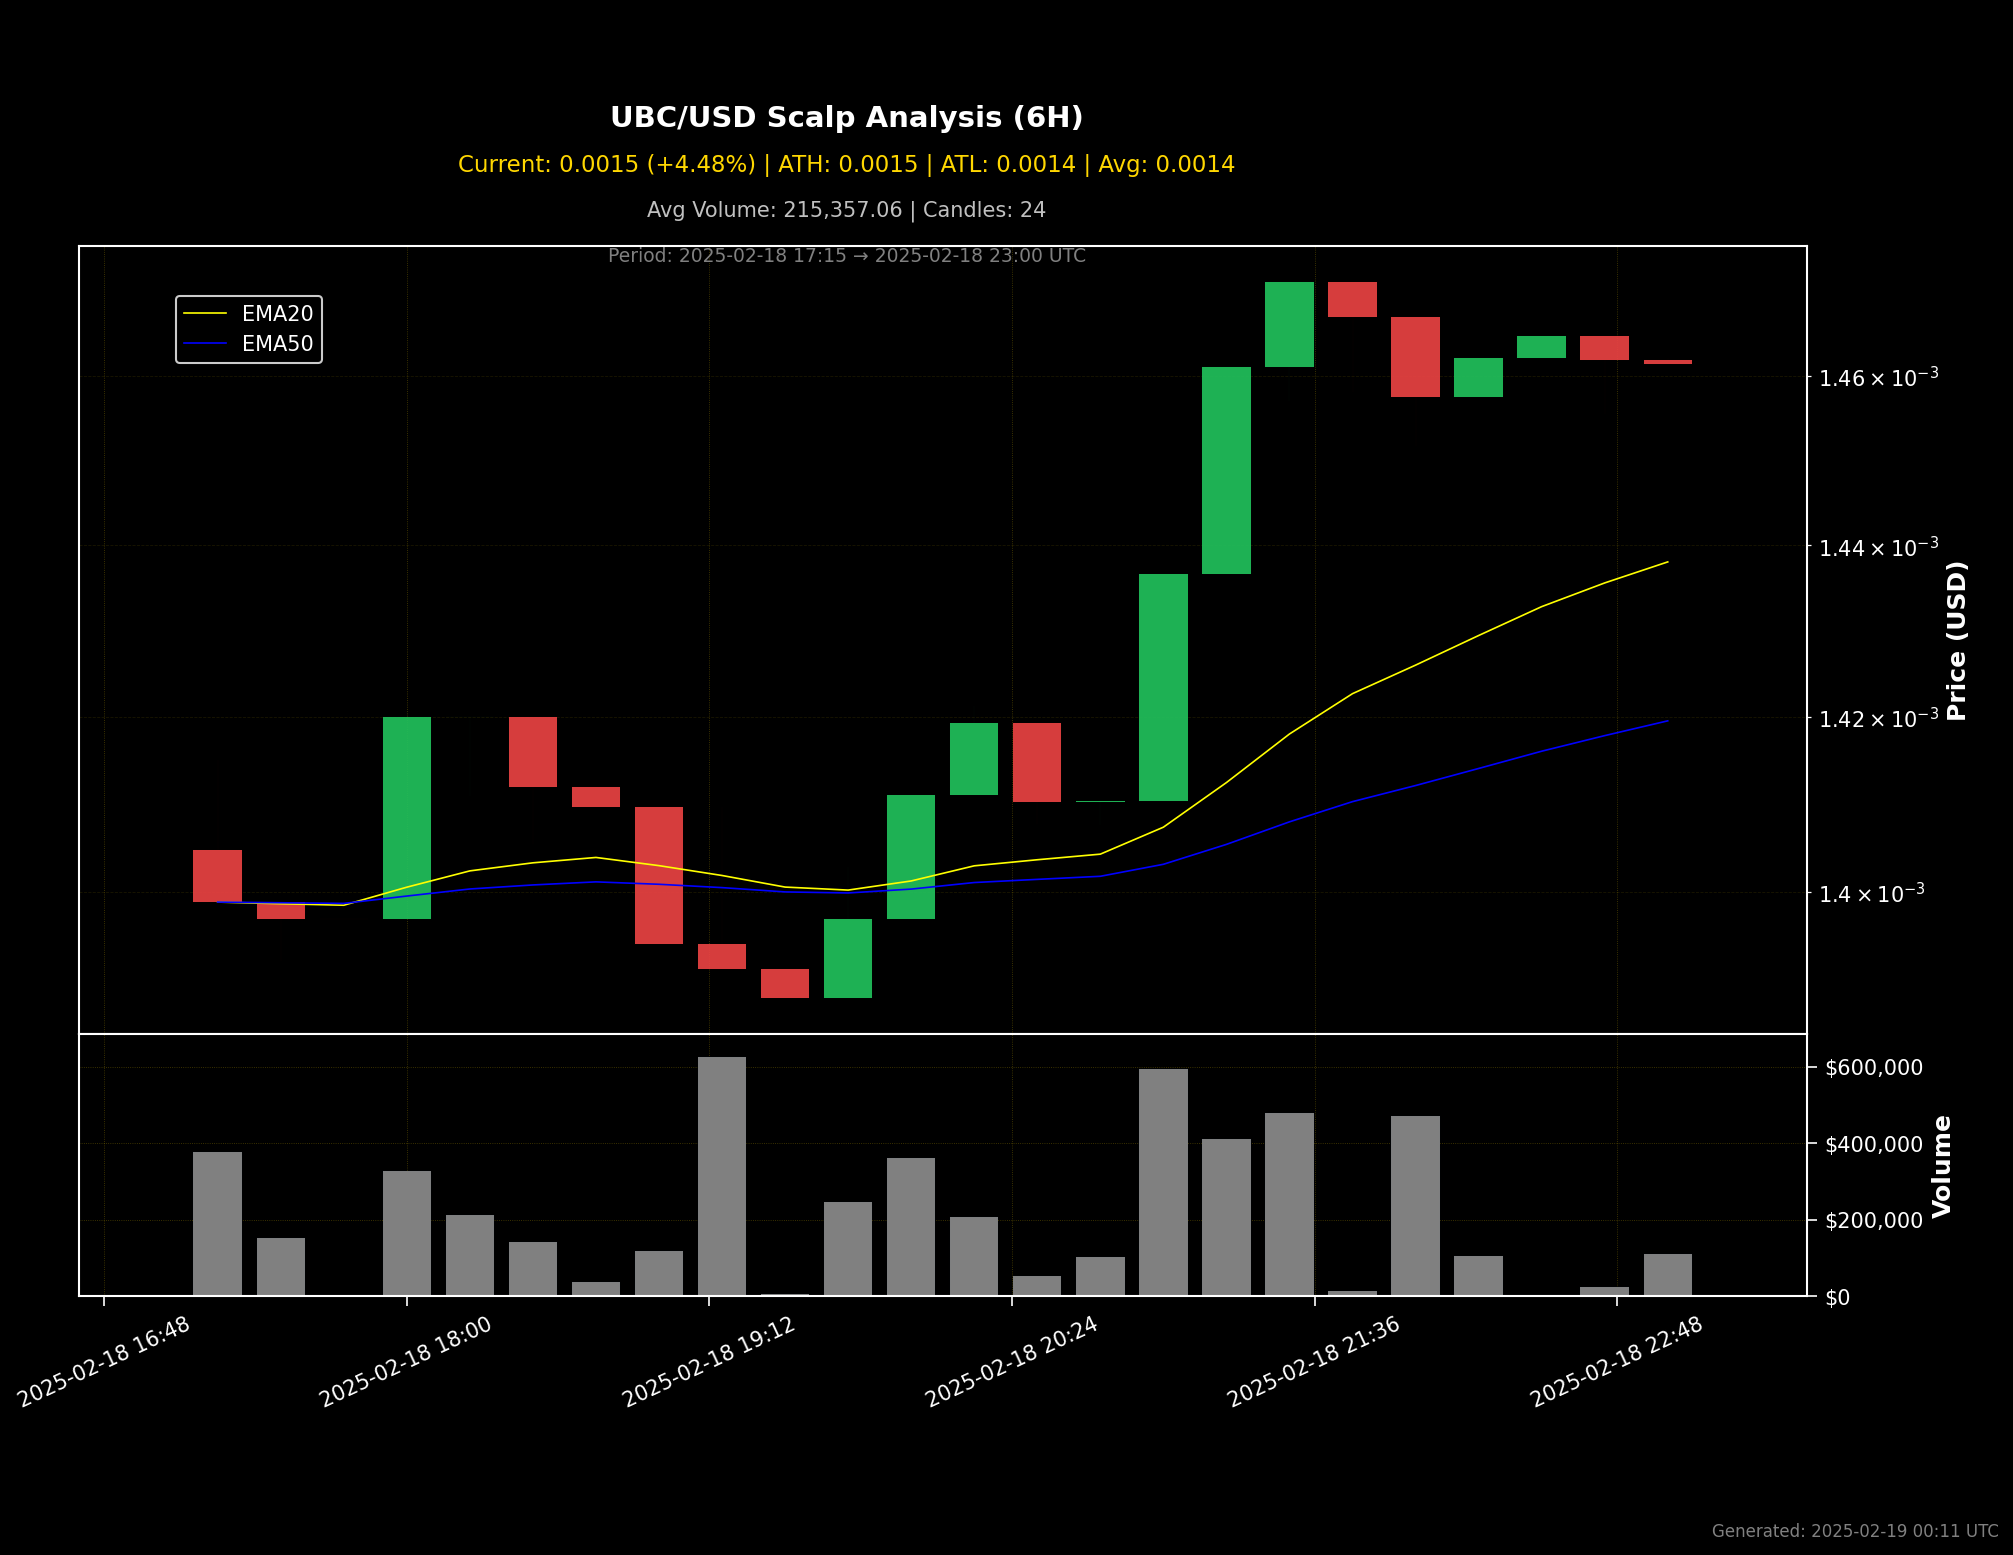 UBC/USD Scalp Analysis (6H)
Current: 0.0015 (+4.48%) | ATH: 0.0015 | ATL: 0.0014 | Avg: 0.0014
Avg Volume: 215,357.06 | Candles: 24
Period: 2025-02-18 17:15 → 2025-02-18 23:00 UTC
EMA20
EMA50
1.46 × 10⁻³
1.44 × 10⁻³
1.42 × 10⁻³
1.4 × 10⁻³
Price (USD)
$600,000
$400,000
$200,000
$0
Volume
2025-02-18 16:48
2025-02-18 18:00
2025-02-18 19:12
2025-02-18 20:24
2025-02-18 21:36
2025-02-18 22:48
Generated: 2025-02-19 00:11 UTC